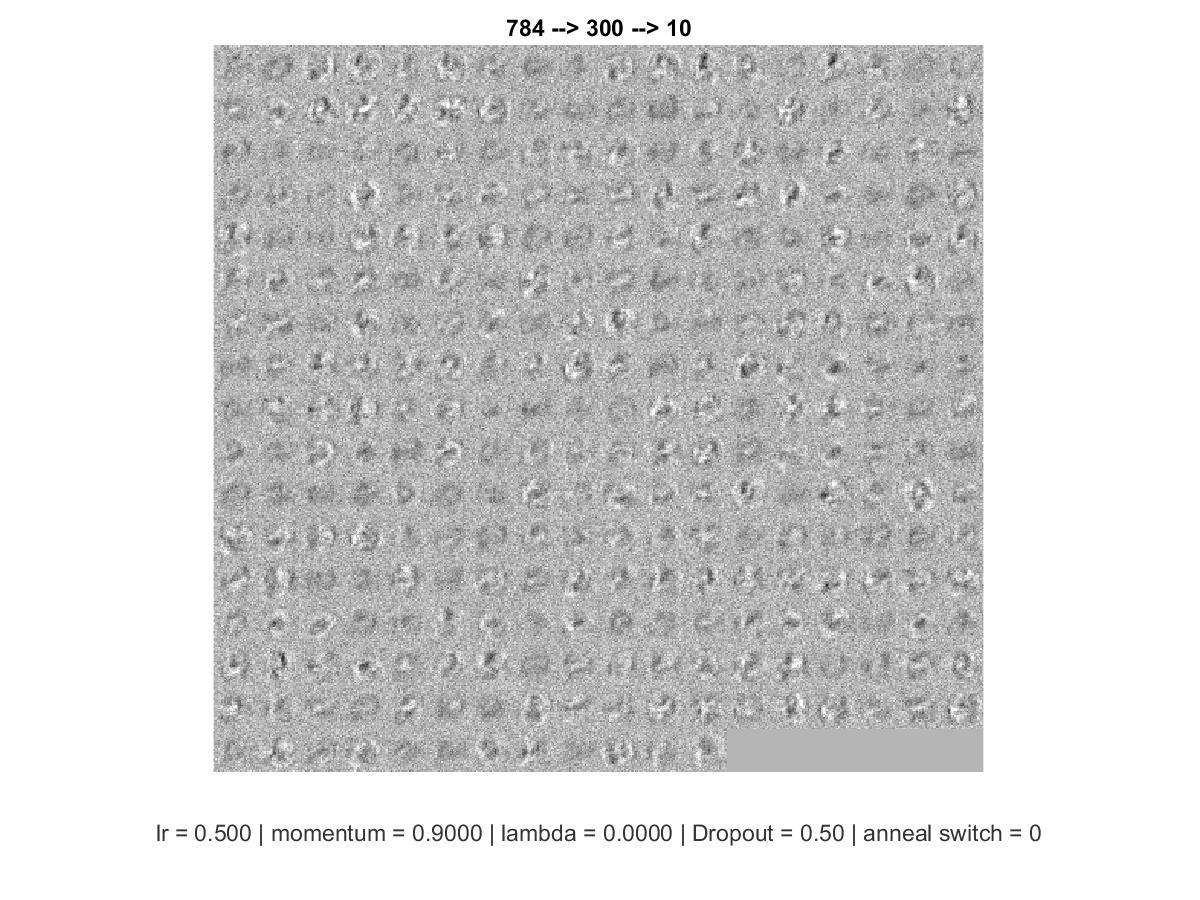 784 --> 300 --> 10
lr = 0.500 | momentum = 0.9000 | lambda = 0.0000 | Dropout = 0.50 | anneal switch = 0